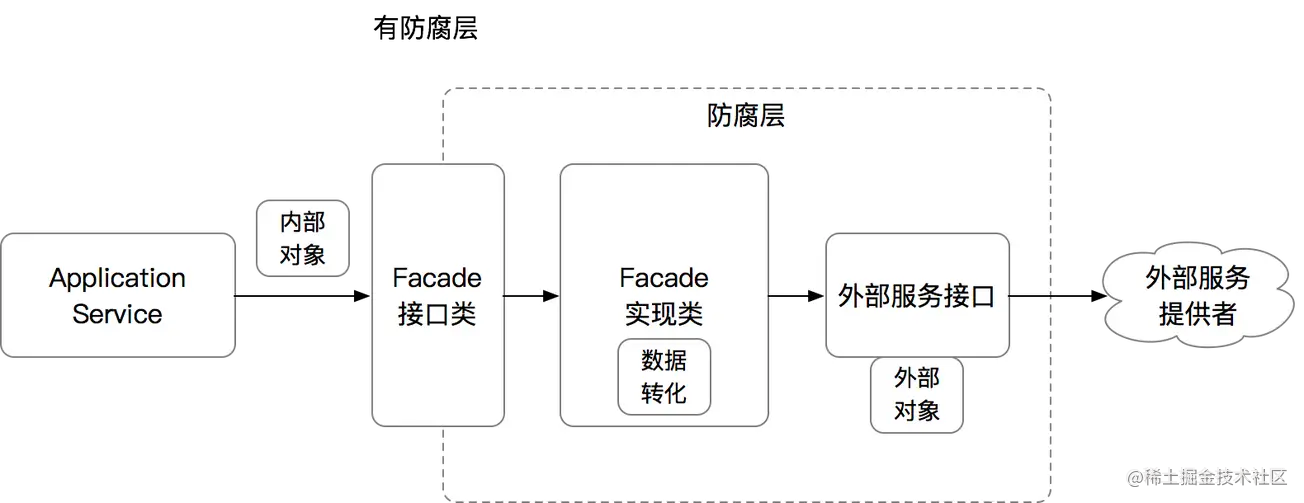 有防腐层
防腐层
Application
Service
内部
对象
Facade
接口类
Facade
实现类
数据
转化
外部服务接口
外部
对象
外部服务
提供者
@稀土掘金技术社区